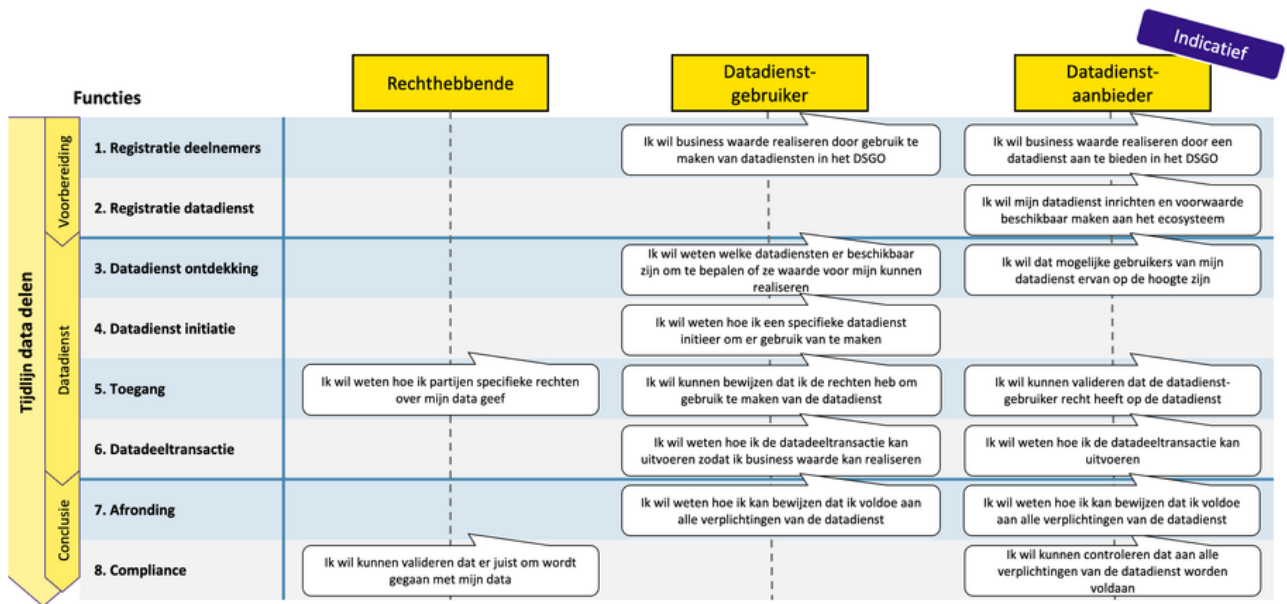 Indicatief
Rechthebbende
Datadienst-
gebruiker
Datadienst-
aanbieder
Functies
Tijdlijn data delen
Voorbereiding
1. Registratie deelnemers
Ik wil business waarde realiseren door gebruik te
maken van datadiensten in het DSGO
Ik wil business waarde realiseren door een
datadienst aan te bieden in het DSGO
2. Registratie datadienst
Ik wil mijn datadienst inrichten en voorwaarde
beschikbaar maken aan het ecosysteem
Datadienst
3. Datadienst ontdekking
Ik wil weten welke datadiensten er beschikbaar
zijn om te bepalen of ze waarde voor mijn kunnen
realiseren
Ik wil dat mogelijke gebruikers van mijn
datadienst ervan op de hoogte zijn
4. Datadienst initiatie
Ik wil weten hoe ik een specifieke datadienst
initieer om er gebruik van te maken
5. Toegang
Ik wil weten hoe ik partijen specifieke rechten
over mijn data geef
Ik wil kunnen bewijzen dat ik de rechten heb om
gebruik te maken van de datadienst
Ik wil kunnen valideren dat de datadienst-
gebruiker recht heeft op de datadienst
6. Datadeeltransactie
Ik wil weten hoe ik de datadeeltransactie kan
uitvoeren zodat ik business waarde kan realiseren
Ik wil weten hoe ik de datadeeltransactie kan
uitvoeren
Conclusie
7. Afronding
Ik wil weten hoe ik kan bewijzen dat ik voldoe aan
alle verplichtingen van de datadienst
Ik wil weten hoe ik kan bewijzen dat ik voldoe
aan alle verplichtingen van de datadienst
8. Compliance
Ik wil kunnen valideren dat er juist om wordt
gegaan met mijn data
Ik wil kunnen controleren dat aan alle
verplichtingen van de datadienst worden
voldaan